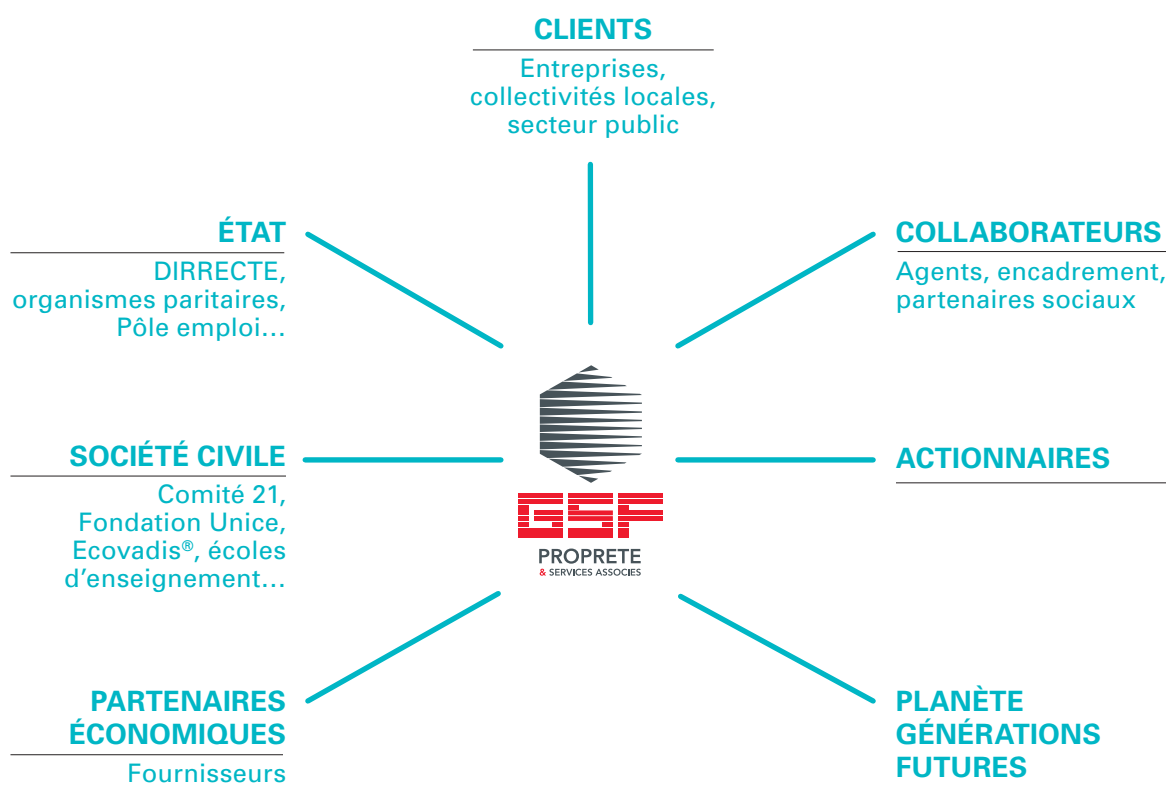 CLIENTS
Entreprises,
collectivités locales,
secteur public
ÉTAT
DIRRECTE,
organismes paritaires,
Pôle emploi...
COLLABORATEURS
Agents, encadrement,
partenaires sociaux
SOCIÉTÉ CIVILE
Comité 21,
Fondation Unice,
Ecovadis®, écoles
d'enseignement...
GSF
PROPRETE
& SERVICES ASSOCIES
ACTIONNAIRES
PARTENAIRES
ÉCONOMIQUES
Fournisseurs
PLANÈTE
GÉNÉRATIONS
FUTURES